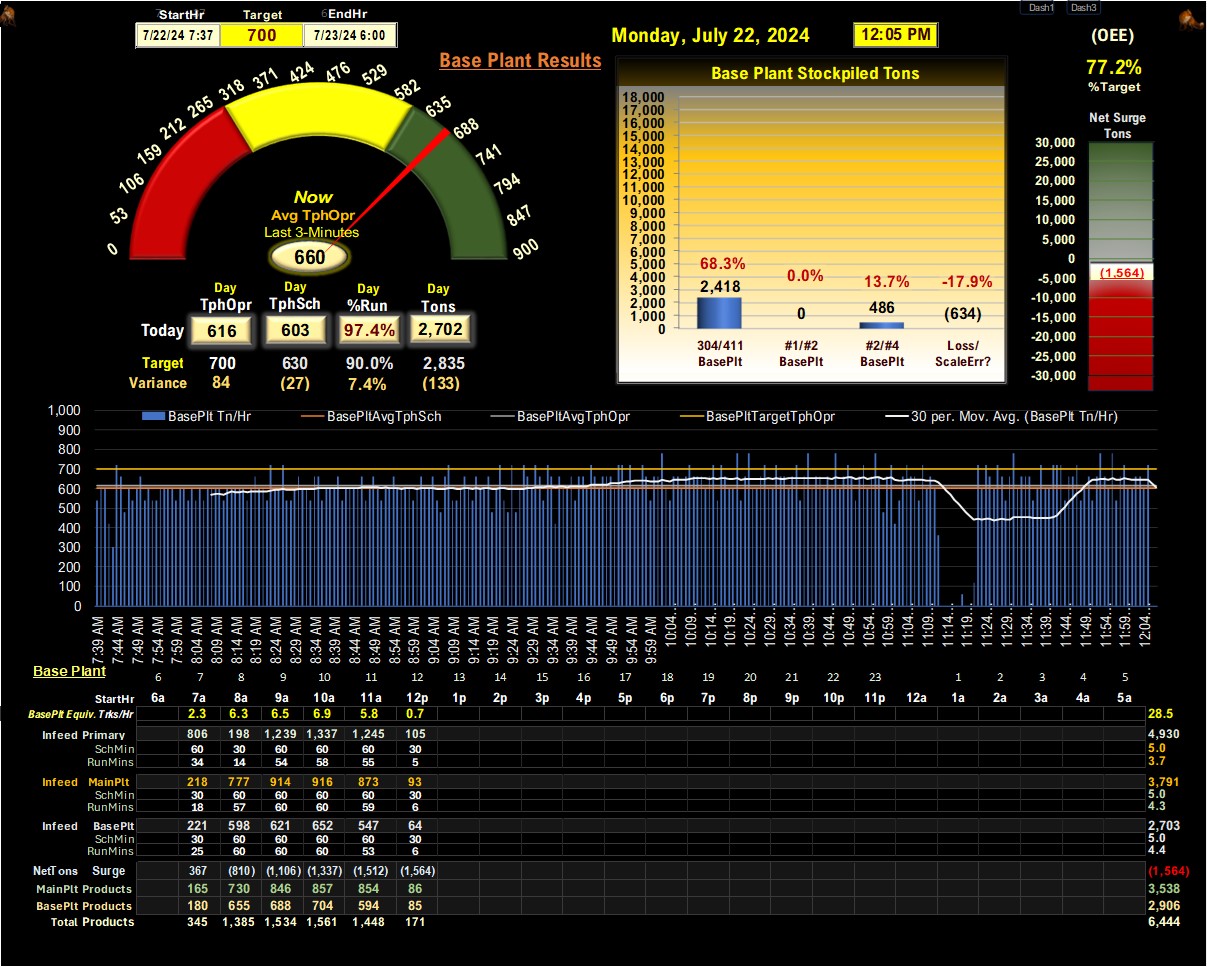 Dash1 Dash3
StartHr Target EndHr
7/22/24 7:37 700 7/23/24 6:00
Monday, July 22, 2024 12:05 PM (OEE)
Base Plant Results
77.2%
%Target
Base Plant Stockpiled Tons
Net Surge
Tons
0 53 106 159 212 265 318 371 424 476 529 582 635 688 741 794 847 900
Now
Avg TphOpr
Last 3-Minutes
660
18,000
17,000
16,000
15,000
14,000
13,000
12,000
11,000
10,000
9,000
8,000
7,000
6,000
5,000
4,000
3,000
2,000
1,000
0
68.3% 0.0% 13.7% -17.9%
2,418 0 486 (634)
304/411 #1/#2 #2/#4 Loss/
BasePlt BasePlt BasePlt ScaleErr?
30,000
25,000
20,000
15,000
10,000
5,000
0
-5,000
-10,000
-15,000
-20,000
-25,000
-30,000
(1,564)
Day Day Day Day
TphOpr TphSch %Run Tons
Today 616 603 97.4% 2,702
Target 700 630 90.0% 2,835
Variance 84 (27) 7.4% (133)
BasePlt Tn/Hr BasePltAvgTphSch BasePltAvgTphOpr BasePltTargetTphOpr 30 per. Mov. Avg. (BasePlt Tn/Hr)
1,000
900
800
700
600
500
400
300
200
100
0
7:39 AM 7:44 AM 7:49 AM 7:54 AM 7:59 AM 8:04 AM 8:09 AM 8:14 AM 8:19 AM 8:24 AM 8:29 AM 8:34 AM 8:39 AM 8:44 AM 8:49 AM 8:54 AM 8:59 AM 9:04 AM 9:09 AM 9:14 AM 9:19 AM 9:24 AM 9:29 AM 9:34 AM 9:39 AM 9:44 AM 9:49 AM 9:54 AM 9:59 AM 10:04… 10:09… 10:14… 10:19… 10:24… 10:29… 10:34… 10:39… 10:44… 10:49… 10:54… 10:59… 11:04… 11:09… 11:14… 11:19… 11:24… 11:29… 11:34… 11:39… 11:44… 11:49… 11:54… 11:59… 12:04…
Base Plant 6 7 8 9 10 11 12 13 14 15 16 17 18 19 20 21 22 23 1 2 3 4 5
StartHr 6a 7a 8a 9a 10a 11a 12p 1p 2p 3p 4p 5p 6p 7p 8p 9p 10p 11p 12a 1a 2a 3a 4a 5a
BasePlt Equiv. Trks/Hr 2.3 6.3 6.5 6.9 5.8 0.7 28.5
Infeed Primary 806 198 1,239 1,337 1,245 105 4,930
SchMin 60 30 60 60 60 30 5.0
RunMins 34 14 54 58 55 5 3.7
Infeed MainPlt 218 777 914 916 873 93 3,791
SchMin 30 60 60 60 60 30 5.0
RunMins 18 57 60 60 59 6 4.3
Infeed BasePlt 221 598 621 652 547 64 2,703
SchMin 30 60 60 60 60 30 5.0
RunMins 25 60 60 60 53 6 4.4
NetTons Surge 367 (810) (1,106) (1,337) (1,512) (1,564) (1,564)
MainPlt Products 165 730 846 857 854 86 3,538
BasePlt Products 180 655 688 704 594 85 2,906
Total Products 345 1,385 1,534 1,561 1,448 171 6,444